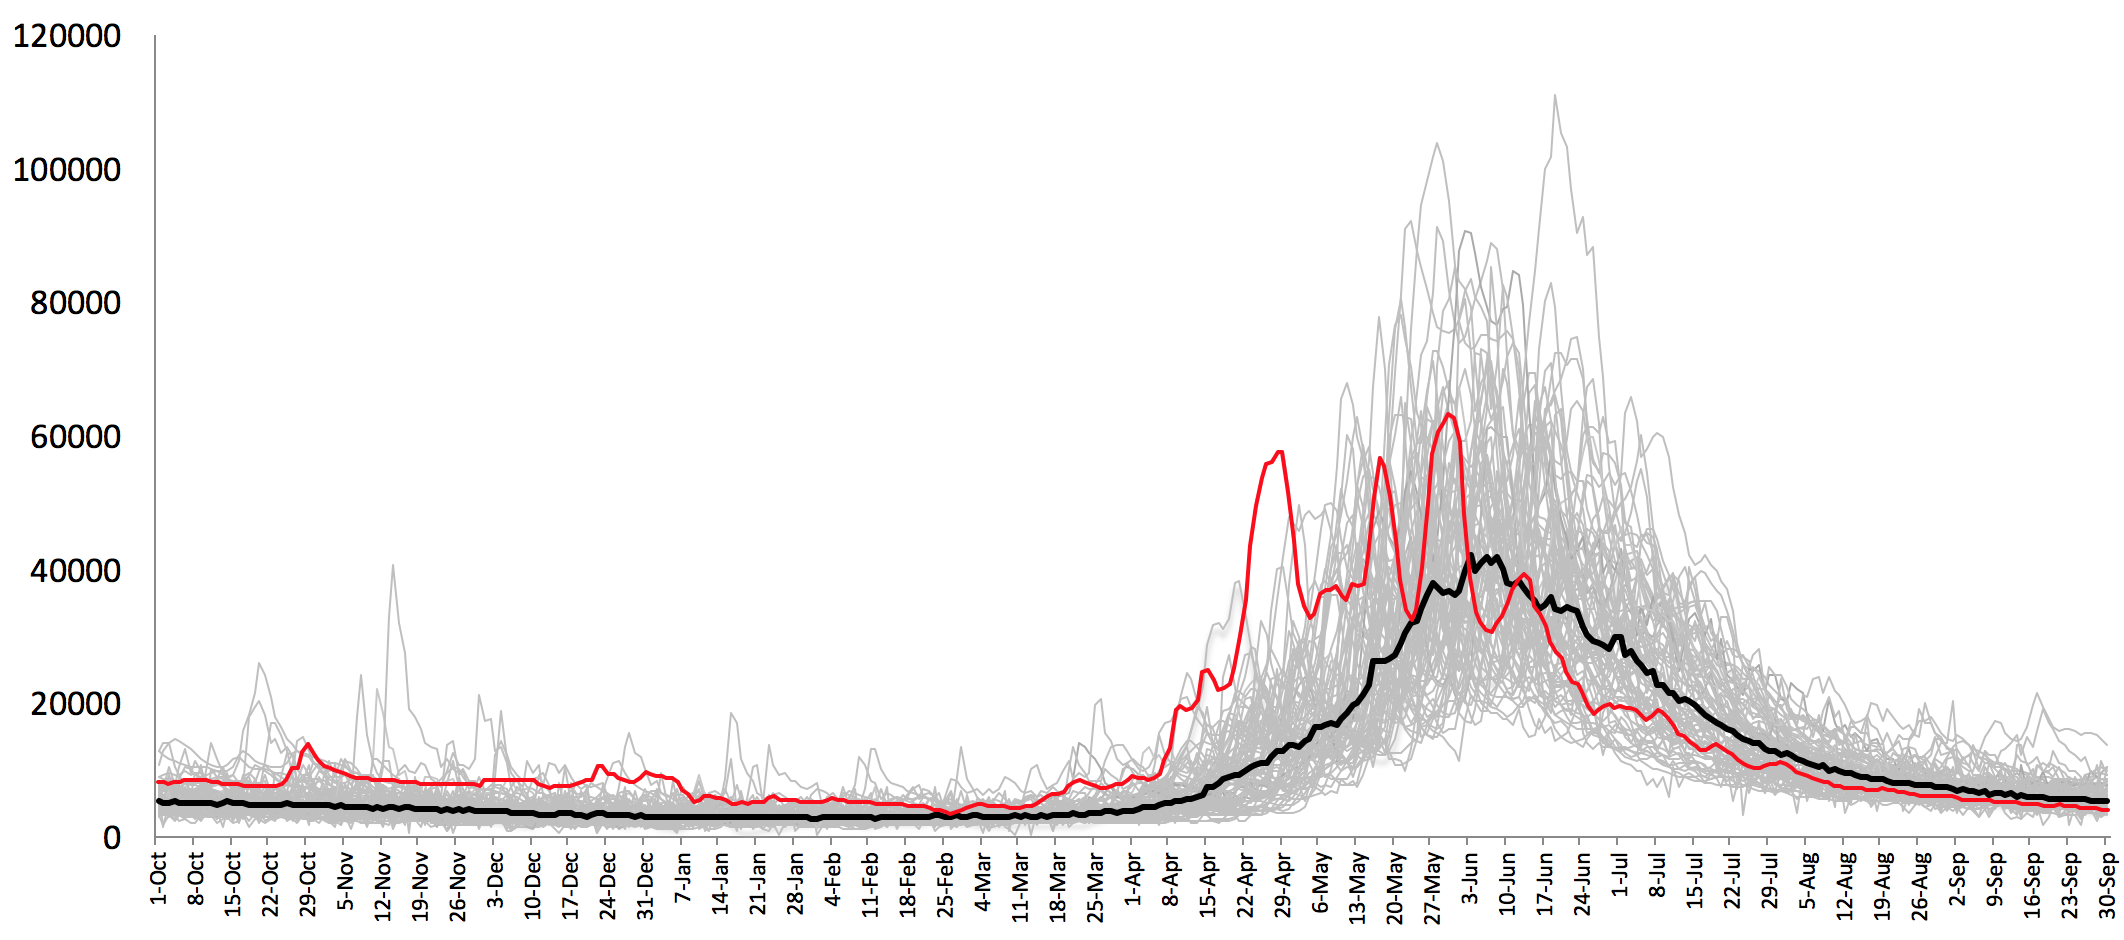 120000
100000
80000
60000
40000
20000
0
1-Oct
8-Oct
15-Oct
22-Oct
29-Oct
5-Nov
12-Nov
19-Nov
26-Nov
3-Dec
10-Dec
17-Dec
24-Dec
31-Dec
7-Jan
14-Jan
21-Jan
28-Jan
4-Feb
11-Feb
18-Feb
25-Feb
4-Mar
11-Mar
18-Mar
25-Mar
1-Apr
8-Apr
15-Apr
22-Apr
29-Apr
6-May
13-May
20-May
27-May
3-Jun
10-Jun
17-Jun
24-Jun
1-Jul
8-Jul
15-Jul
22-Jul
29-Jul
5-Aug
12-Aug
19-Aug
26-Aug
2-Sep
9-Sep
16-Sep
23-Sep
30-Sep